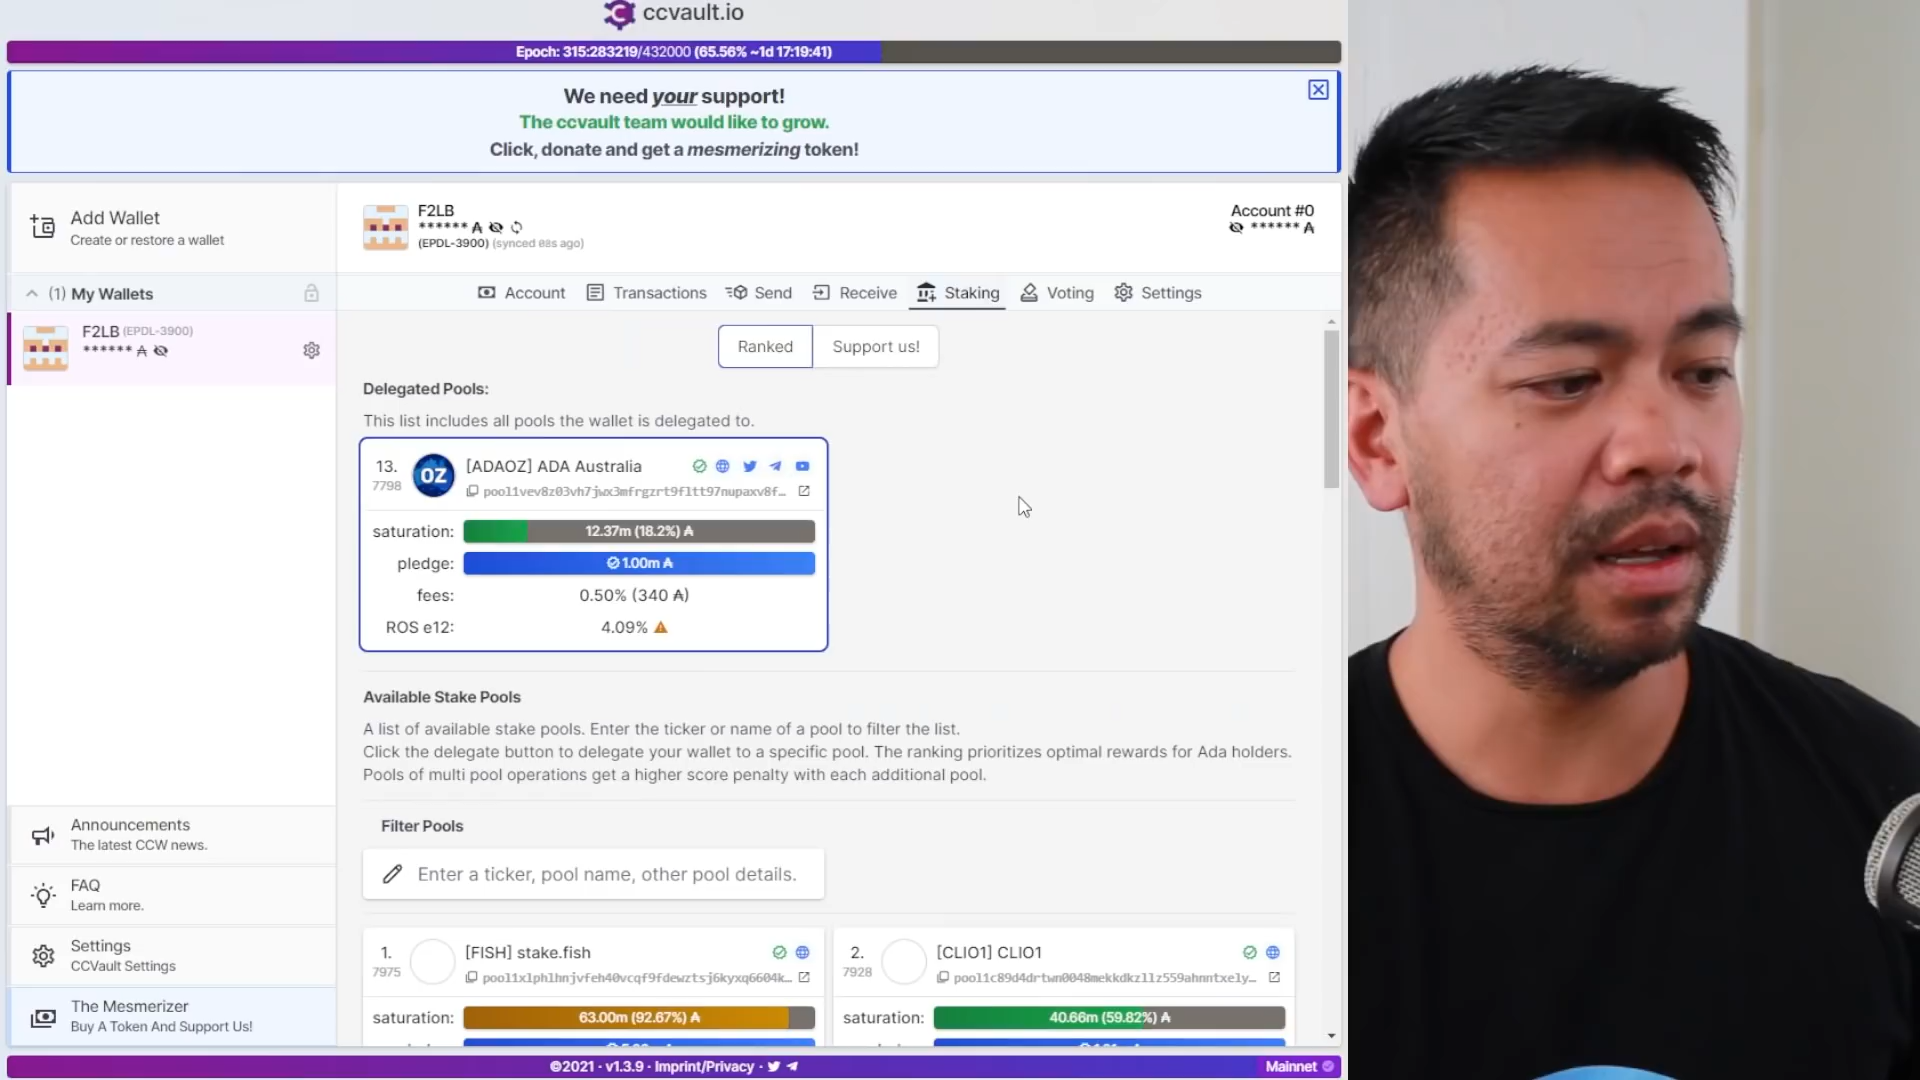 ccvault.io
Epoch: 315:283219/432000 (65.56% ~1d 17:19:41)
We need your support!
The ccvault team would like to grow.
Click, donate and get a mesmerizing token!
Add Wallet
Create or restore a wallet
F2LB
****** ₳
(EPDL-3900) (synced 08s ago)
Account #0
****** ₳
(1) My Wallets
Account
Transactions
Send
Receive
Staking
Voting
Settings
F2LB (EPDL-3900)
****** ₳
Ranked
Support us!
Delegated Pools:
This list includes all pools the wallet is delegated to.
13.
7798
OZ
[ADAOZ] ADA Australia
pool1vev8z03vh7jwx3mfrgzrt9fltt97nupaxv8f...
saturation: 12.37m (18.2%) ₳
pledge: 1.00m ₳
fees: 0.50% (340 ₳)
ROS e12: 4.09%
Available Stake Pools
A list of available stake pools. Enter the ticker or name of a pool to filter the list.
Click the delegate button to delegate your wallet to a specific pool. The ranking prioritizes optimal rewards for Ada holders.
Pools of multi pool operations get a higher score penalty with each additional pool.
Filter Pools
Enter a ticker, pool name, other pool details.
1.
7975
[FISH] stake.fish
pool1xlphlhnjvfeh40vcqf9fdewztsj6kyxq6604k...
saturation: 63.00m (92.67%) ₳
2.
7928
[CLIO1] CLIO1
pool1c89d4drtwn0048mekkdkzllz559ahnntxely...
saturation: 40.66m (59.82%) ₳
Announcements
The latest CCW news.
FAQ
Learn more.
Settings
CCVault Settings
The Mesmerizer
Buy A Token And Support Us!
©2021 · v1.3.9 · Imprint/Privacy ·
Mainnet